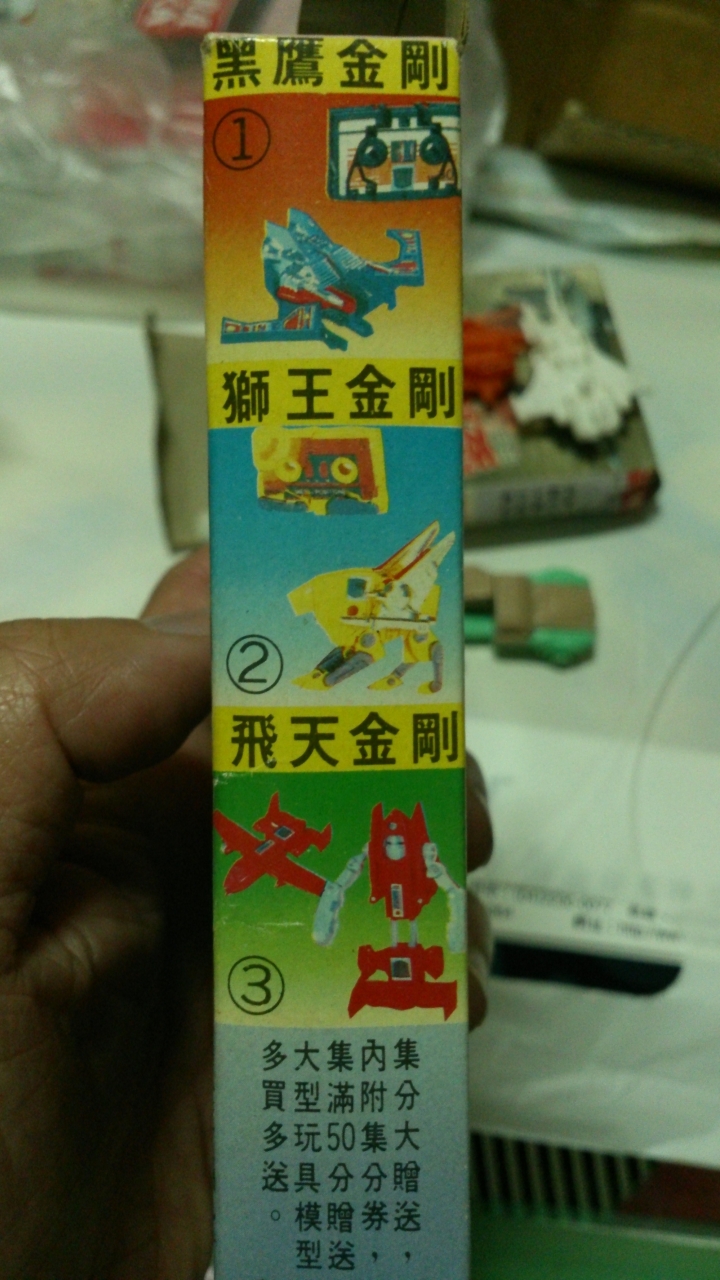 黑鷹金剛
①
獅王金剛
②
飛天金剛
③
集分大贈送，
內附集分券，
集滿50分贈送
大型玩具模型
多買多送。